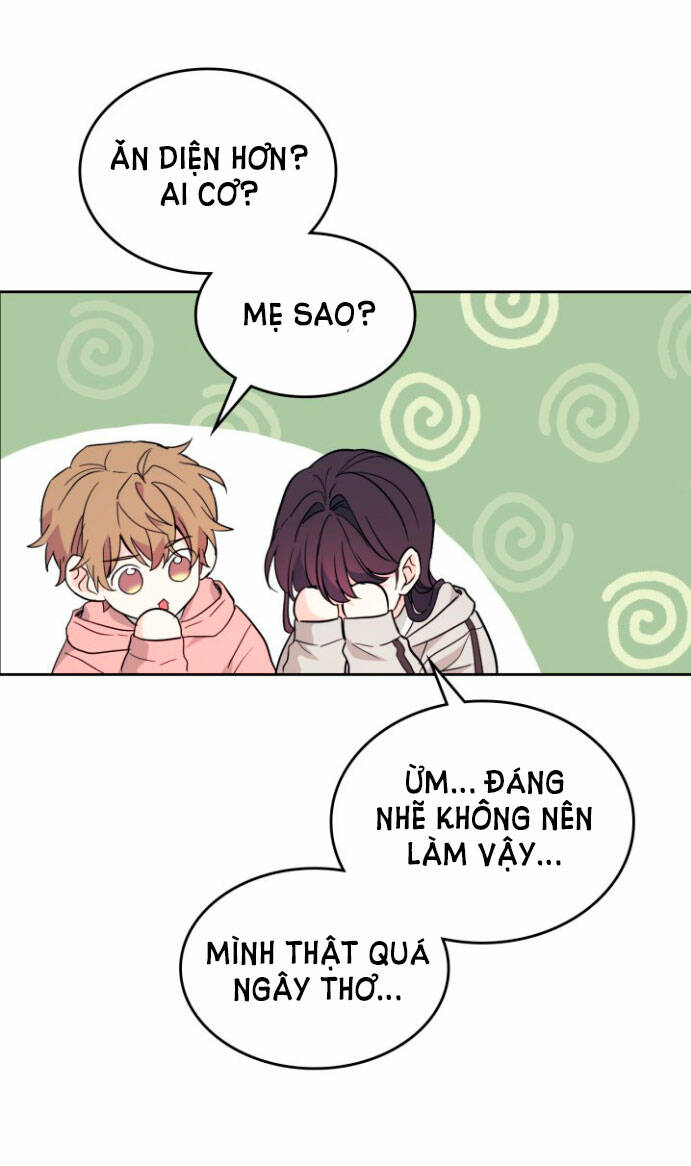 ĂN DIỆN HƠN?
AI CƠ?
MẸ SAO?
ỪM... ĐÁNG
NHẼ KHÔNG NÊN
LÀM VẬY...
MÌNH THẬT QUÁ
NGÂY THƠ...